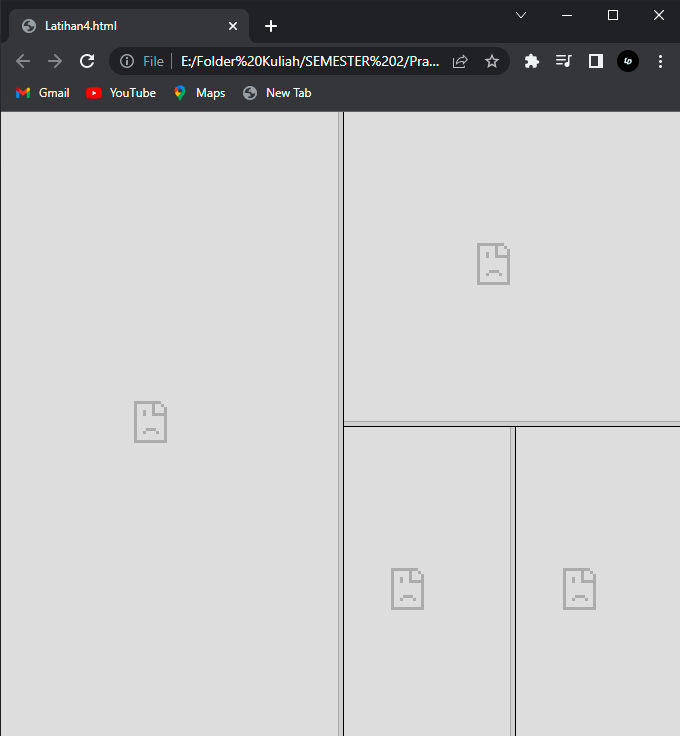 Latihan4.html
File
E:/Folder%20Kuliah/SEMESTER%202/Pra...
Gmail YouTube Maps New Tab